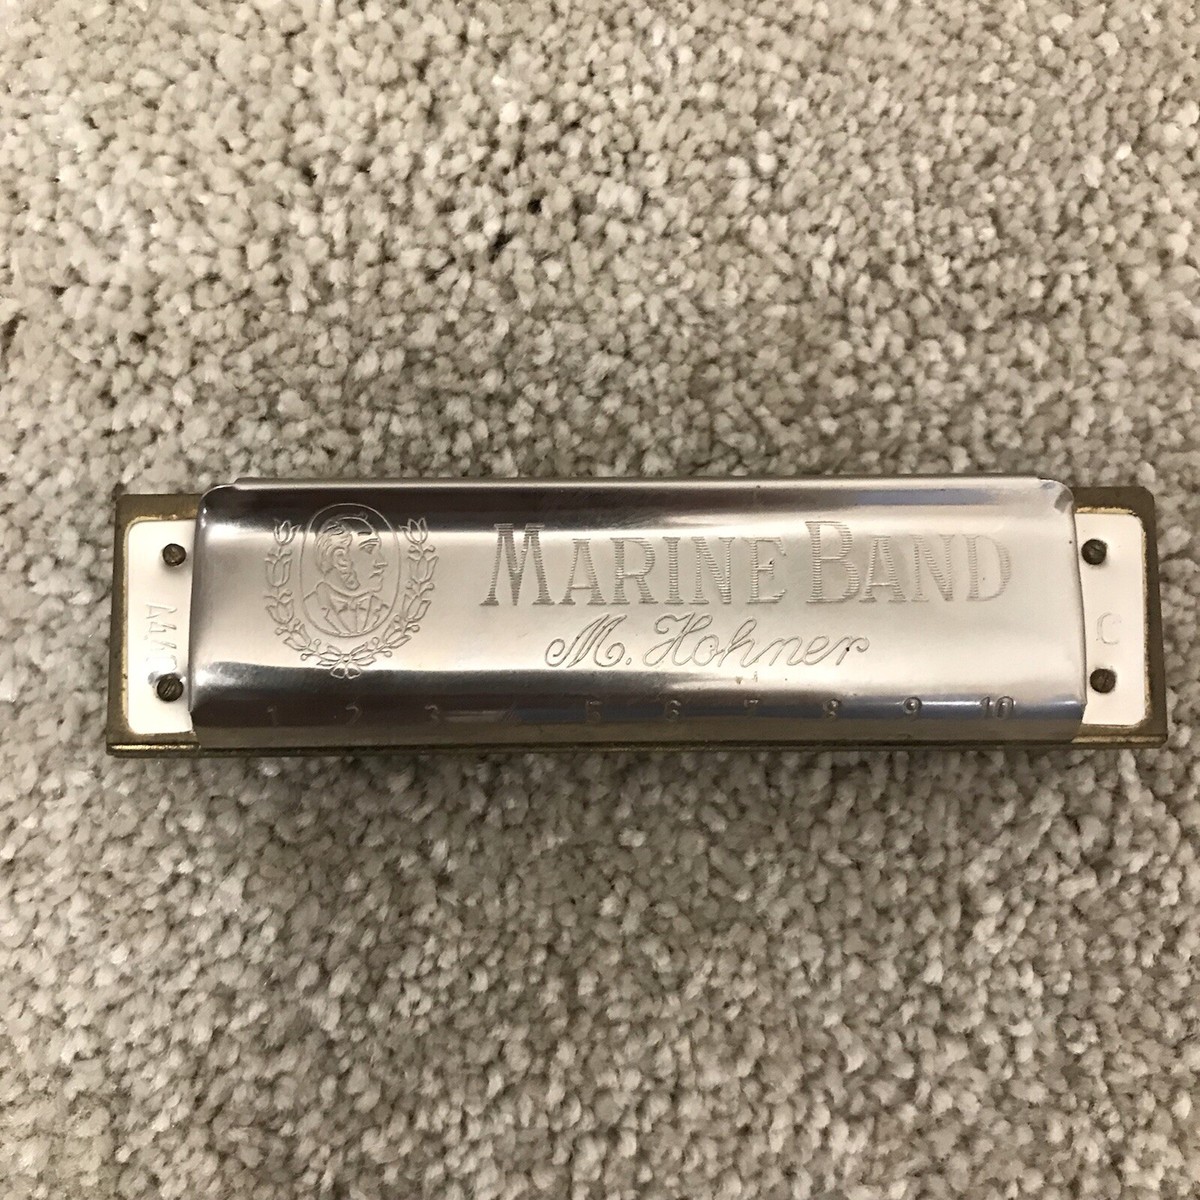 MARINE BAND
M. Hohner
1 2 3 4 5 6 7 8 9 10
C